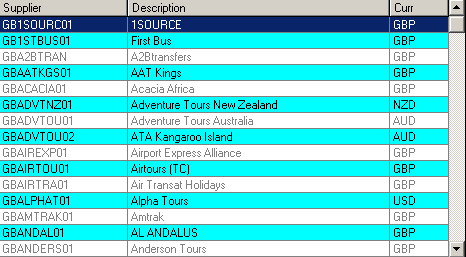 Supplier Description Curr
GB1SOURC01 1SOURCE GBP
GB1STBUS01 First Bus GBP
GBA2BTRAN A2Btransfers GBP
GBAATKGS01 AAT Kings GBP
GBACACIA01 Acacia Africa GBP
GBADVTNZ01 Adventure Tours New Zealand NZD
GBADVTOU01 Adventure Tours Australia AUD
GBADVTOU02 ATA Kangaroo Island AUD
GBAIREXP01 Airport Express Alliance GBP
GBAIRTOU01 Airtours (TC) GBP
GBAIRTRA01 Air Transat Holidays GBP
GBALPHAT01 Alpha Tours USD
GBAMTRAK01 Amtrak GBP
GBANDAL01 AL ANDALUS GBP
GBANDERS01 Anderson Tours GBP